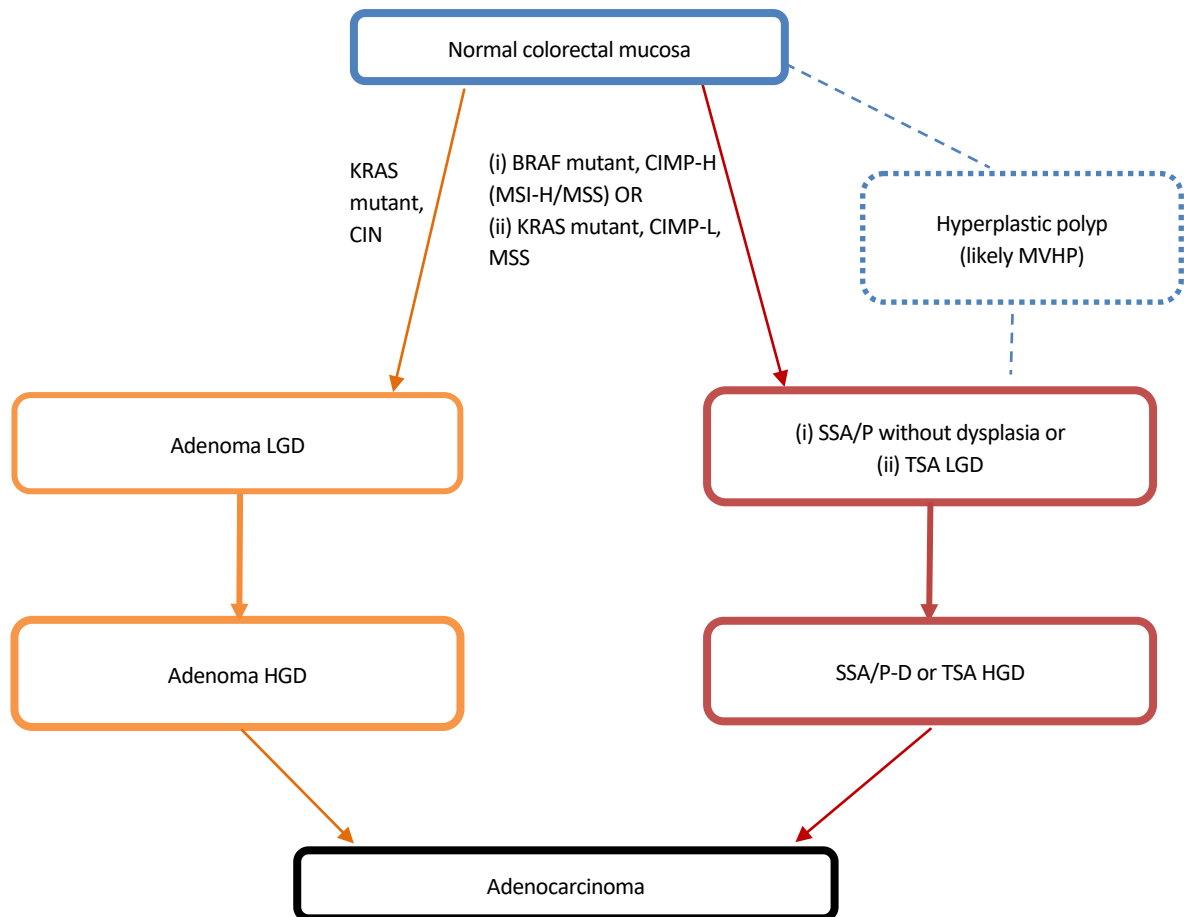 Normal colorectal mucosa
KRAS
mutant,
CIN
(i) BRAF mutant, CIMP-H
(MSI-H/MSS) OR
(ii) KRAS mutant, CIMP-L,
MSS
Hyperplastic polyp
(likely MVHP)
Adenoma LGD
(i) SSA/P without dysplasia or
(ii) TSA LGD
Adenoma HGD
SSA/P-D or TSA HGD
Adenocarcinoma